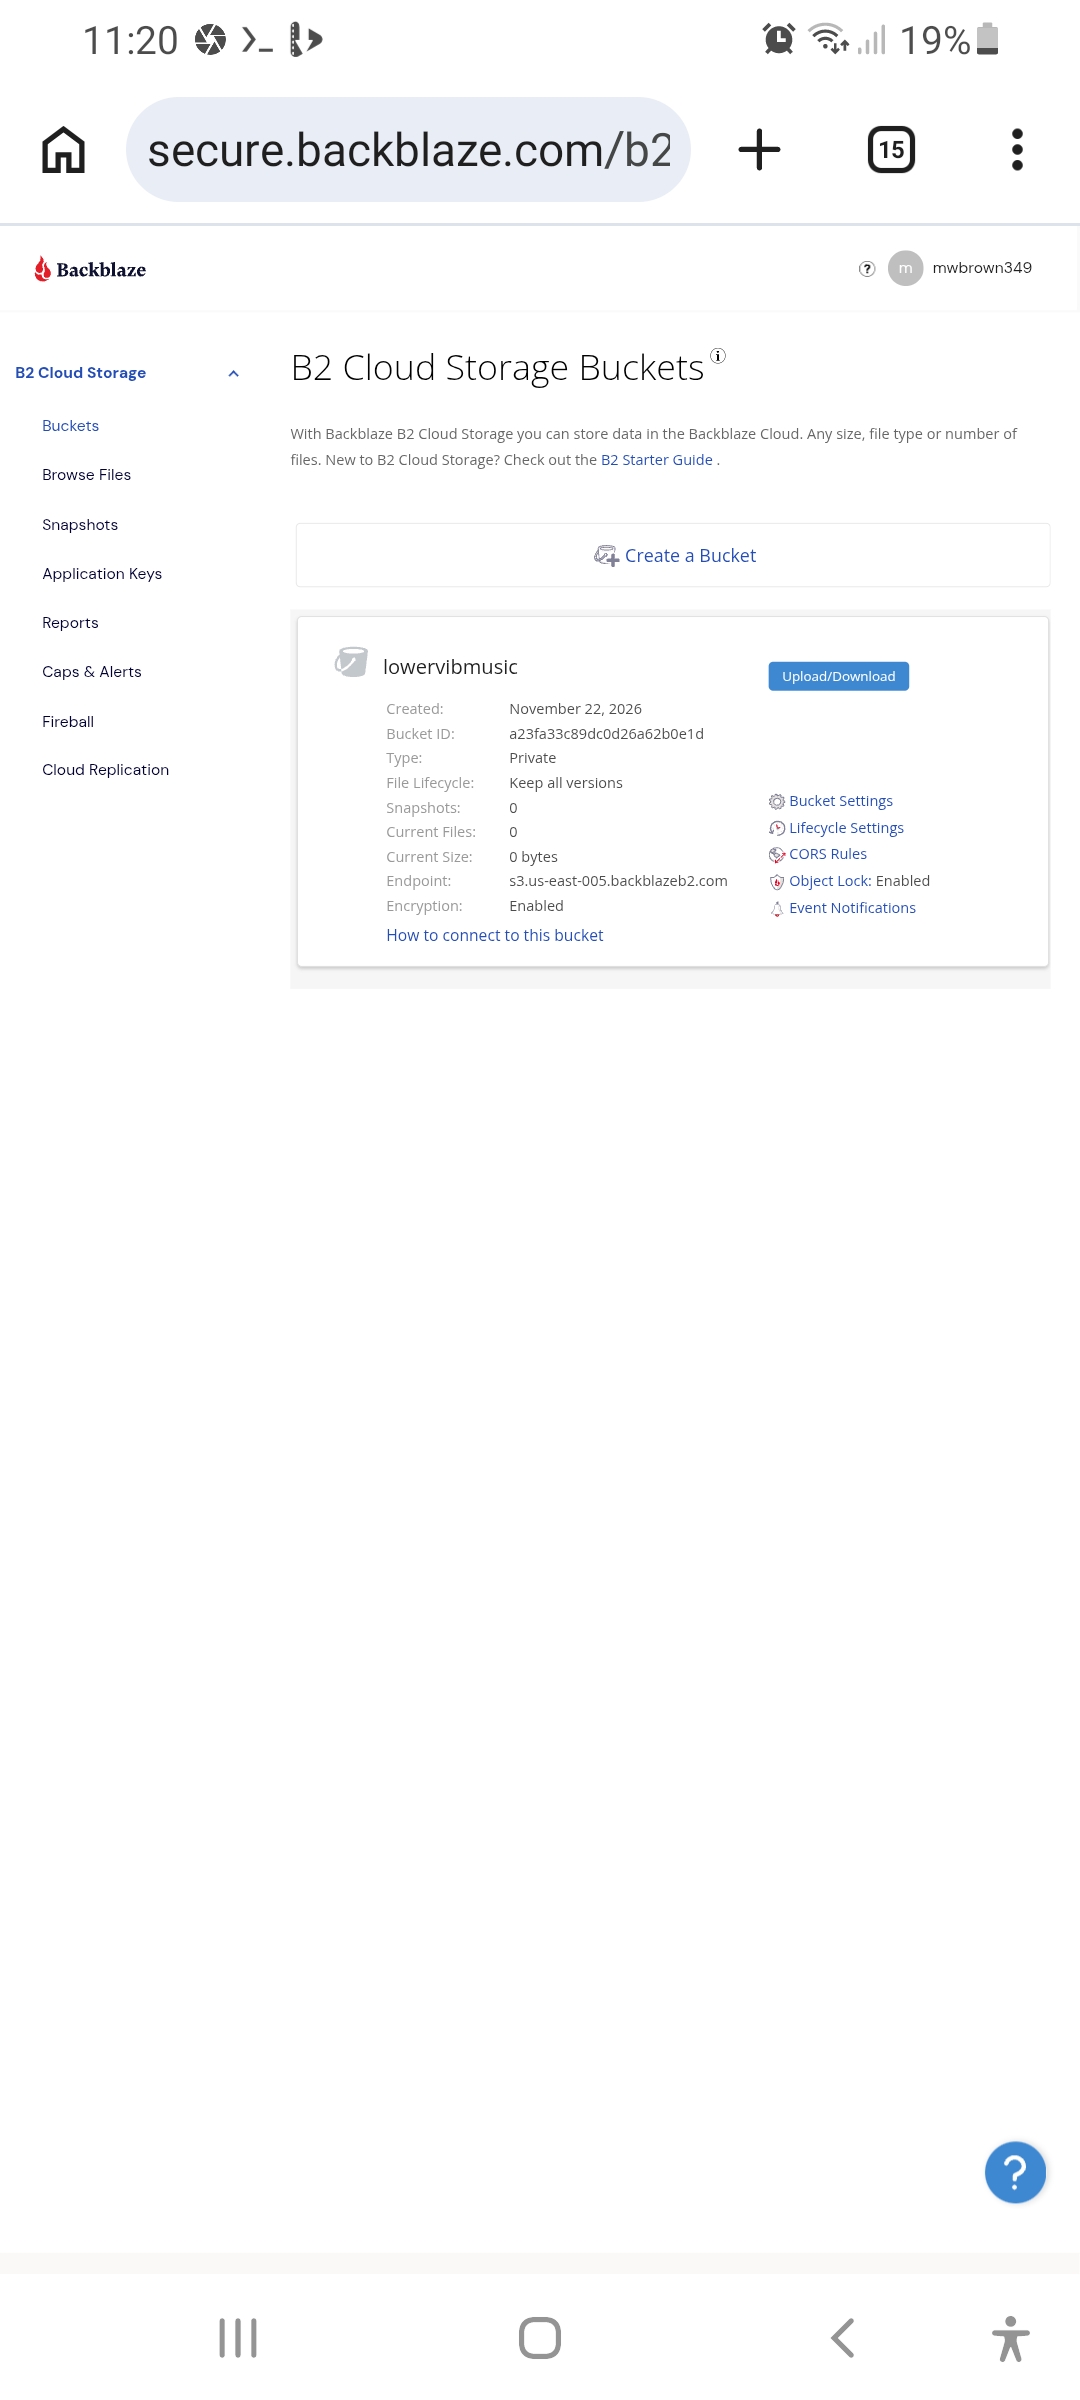 11:20
19%
secure.backblaze.com/b2
15
Backblaze
? m mwbrown349
B2 Cloud Storage
Buckets
Browse Files
Snapshots
Application Keys
Reports
Caps & Alerts
Fireball
Cloud Replication
B2 Cloud Storage Buckets
With Backblaze B2 Cloud Storage you can store data in the Backblaze Cloud. Any size, file type or number of
files. New to B2 Cloud Storage? Check out the B2 Starter Guide .
Create a Bucket
lowervibmusic
Upload/Download
Created: November 22, 2026
Bucket ID: a23fa33c89dc0d26a62b0e1d
Type: Private
File Lifecycle: Keep all versions
Snapshots: 0
Current Files: 0
Current Size: 0 bytes
Endpoint: s3.us-east-005.backblazeb2.com
Encryption: Enabled
How to connect to this bucket
Bucket Settings
Lifecycle Settings
CORS Rules
Object Lock: Enabled
Event Notifications
?